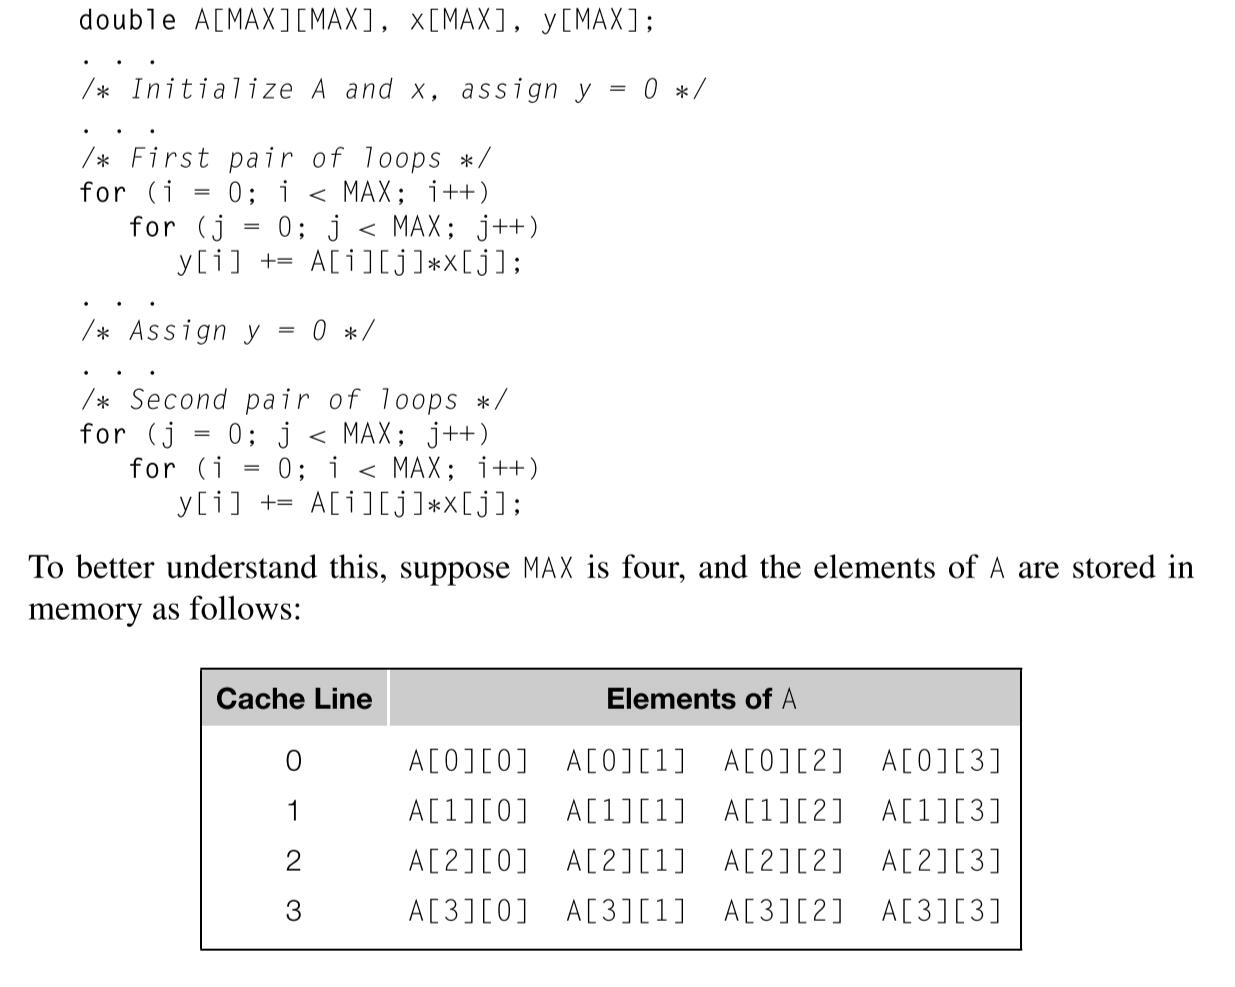 double A[MAX][MAX], x[MAX], y[MAX];
. . .
/* Initialize A and x, assign y = 0 */
. . .
/* First pair of loops */
for (i = 0; i < MAX; i++)
   for (j = 0; j < MAX; j++)
      y[i] += A[i][j]*x[j];
. . .
/* Assign y = 0 */
. . .
/* Second pair of loops */
for (j = 0; j < MAX; j++)
   for (i = 0; i < MAX; i++)
      y[i] += A[i][j]*x[j];
To better understand this, suppose MAX is four, and the elements of A are stored in
memory as follows:
Cache Line Elements of A
0 A[0][0] A[0][1] A[0][2] A[0][3]
1 A[1][0] A[1][1] A[1][2] A[1][3]
2 A[2][0] A[2][1] A[2][2] A[2][3]
3 A[3][0] A[3][1] A[3][2] A[3][3]